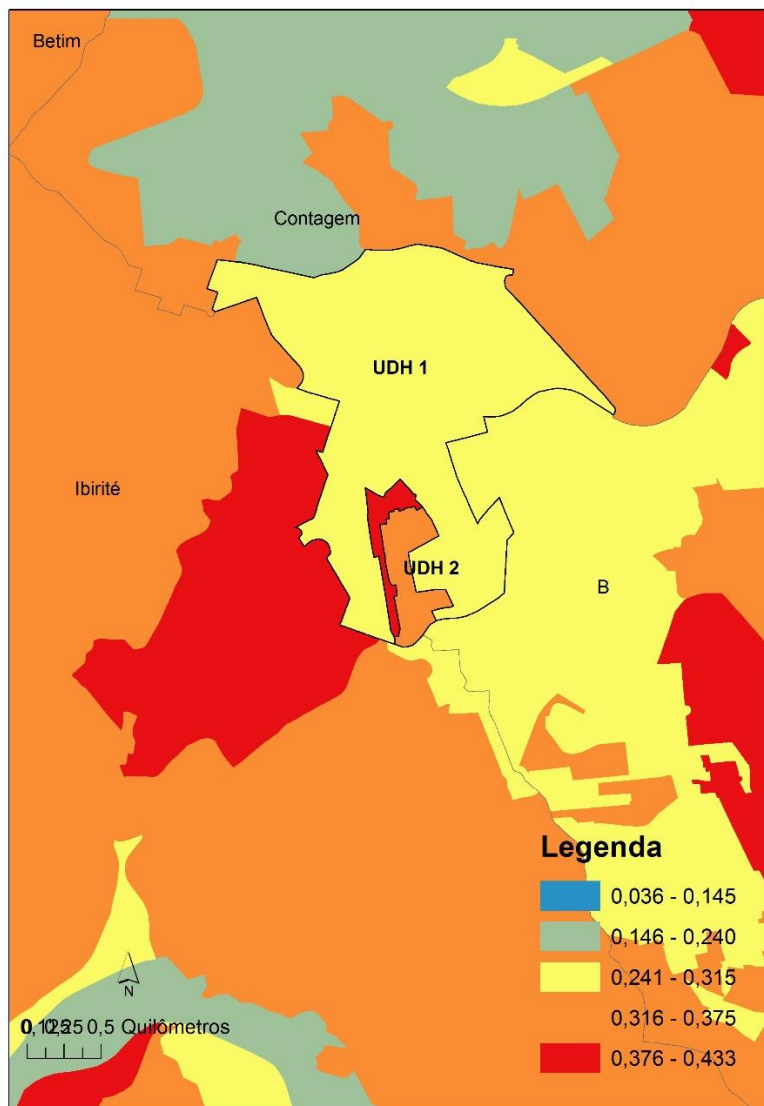 Betim
Contagem
UDH 1
Ibirité
UDH 2
B
Legenda
0,036 - 0,145
0,146 - 0,240
0,241 - 0,315
0,316 - 0,375
0,376 - 0,433
N
0,5 Quilômetros